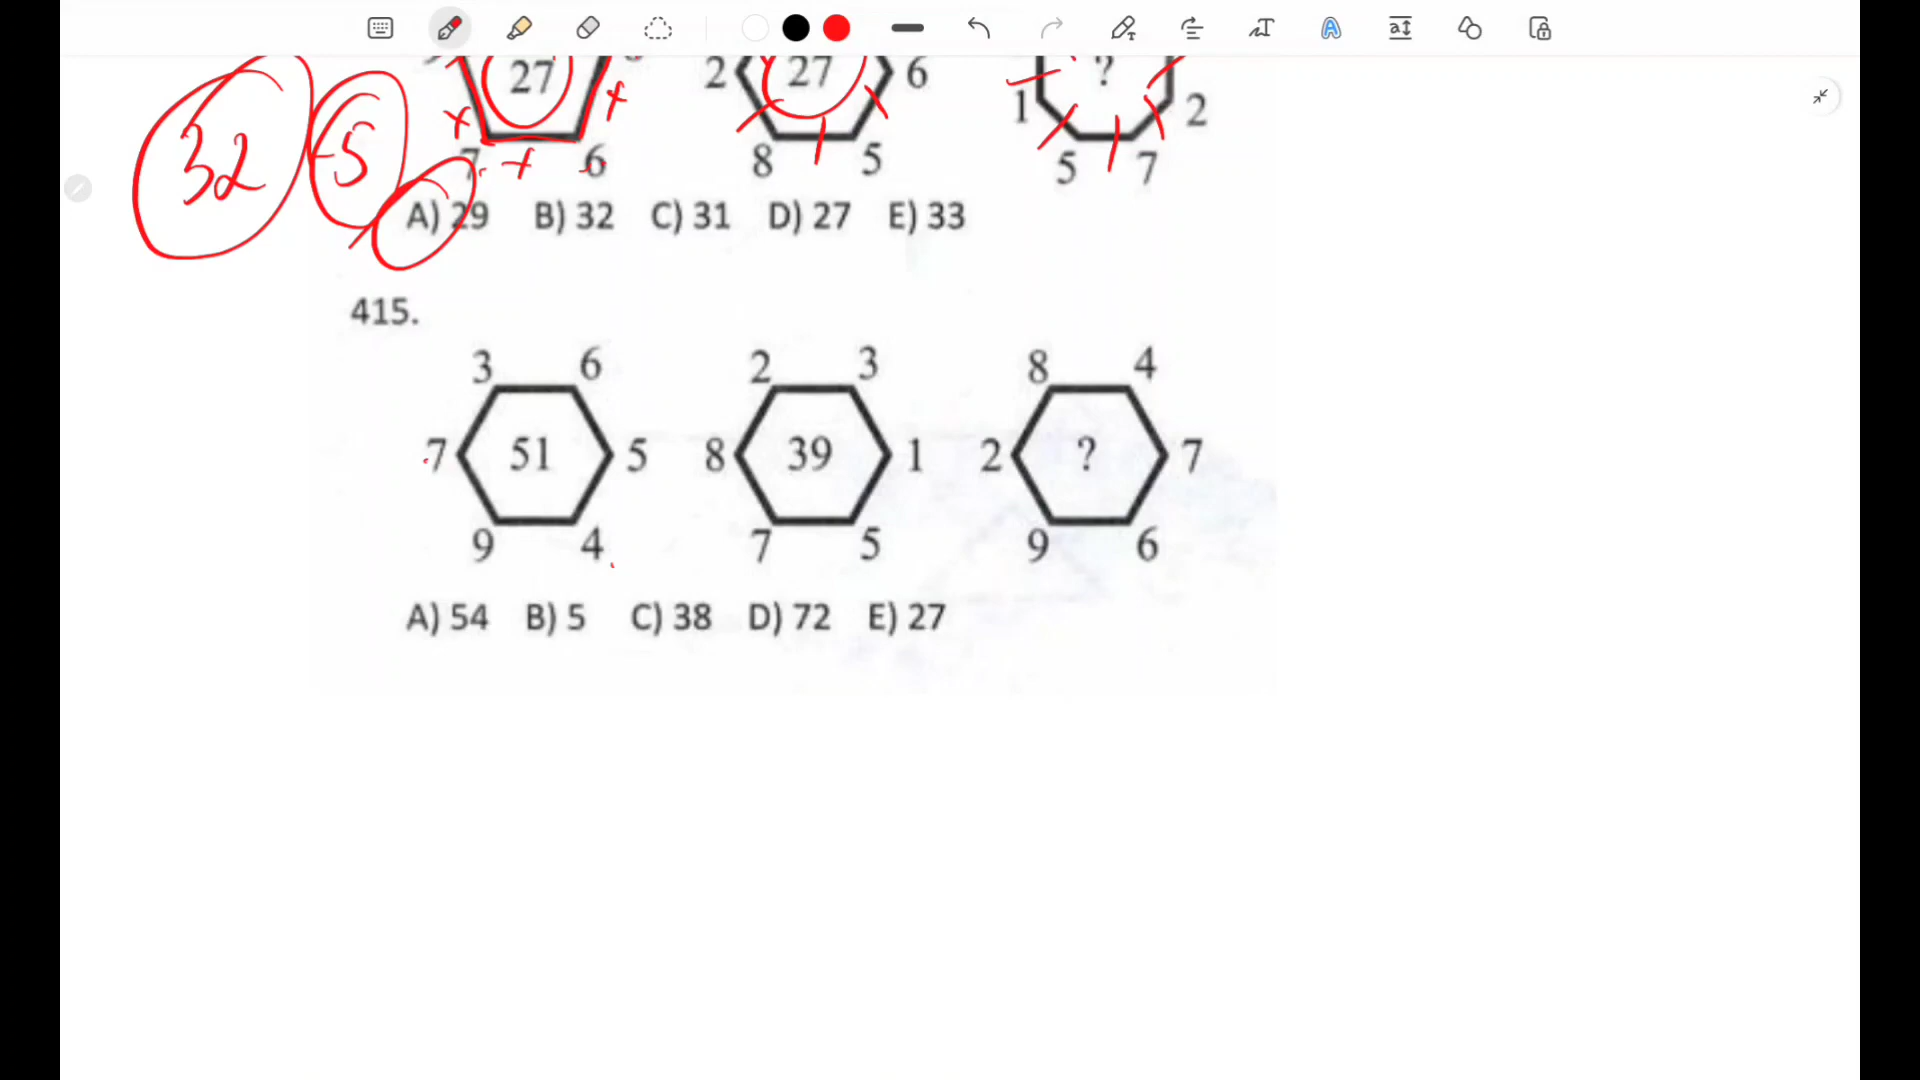 27 2 27 6 ?
32 5 7 6 8 5 1 5 7 2
A) 29 B) 32 C) 31 D) 27 E) 33
415.
3 6 2 3 8 4
7 51 5 8 39 1 2 ? 7
9 4 7 5 9 6
A) 54 B) 5 C) 38 D) 72 E) 27